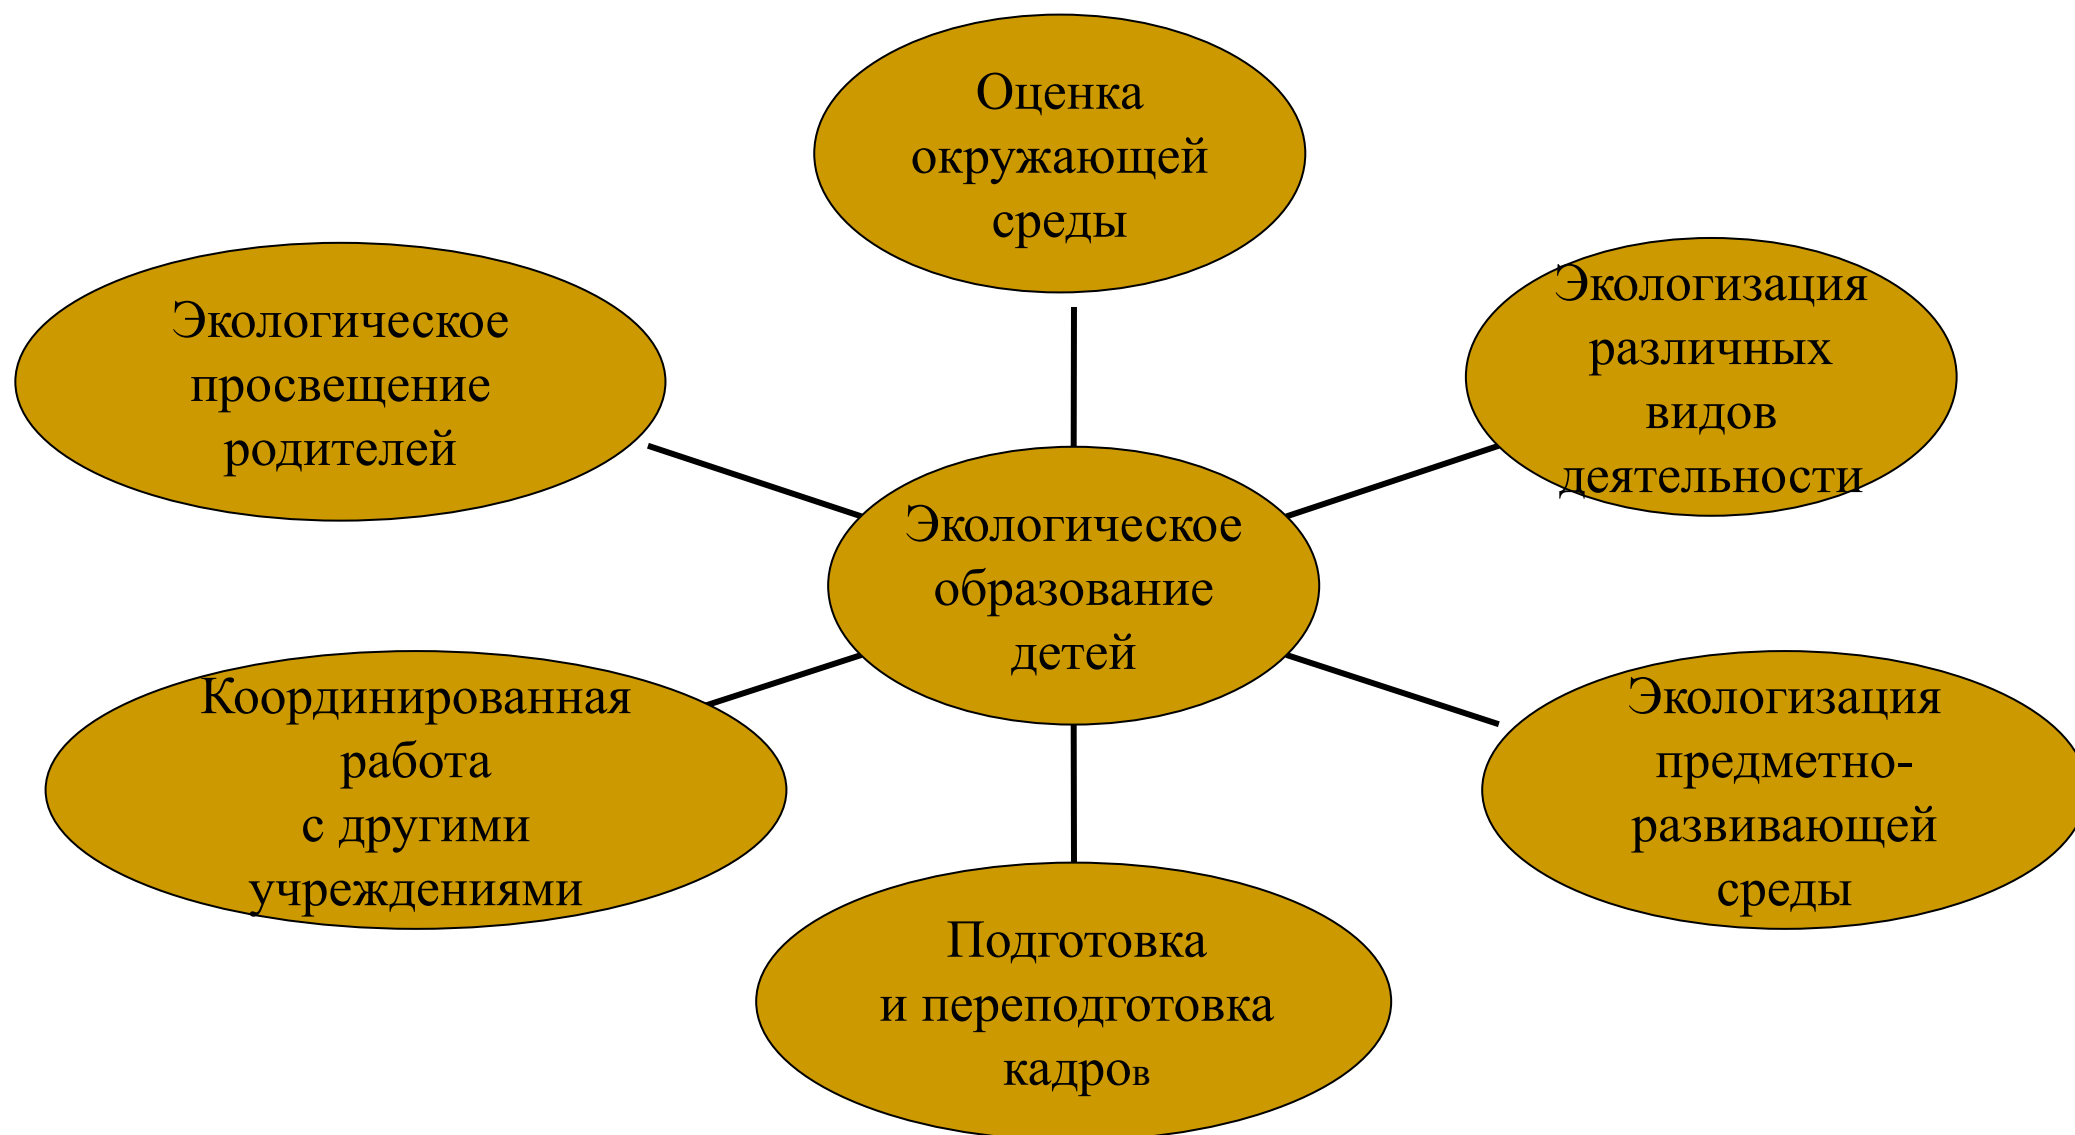 Оценка
окружающей
среды
Экологическое
просвещение
родителей
Экологизация
различных
видов
деятельности
Экологическое
образование
детей
Координированная
работа
с другими
учреждениями
Экологизация
предметно-
развивающей
среды
Подготовка
и переподготовка
кадров